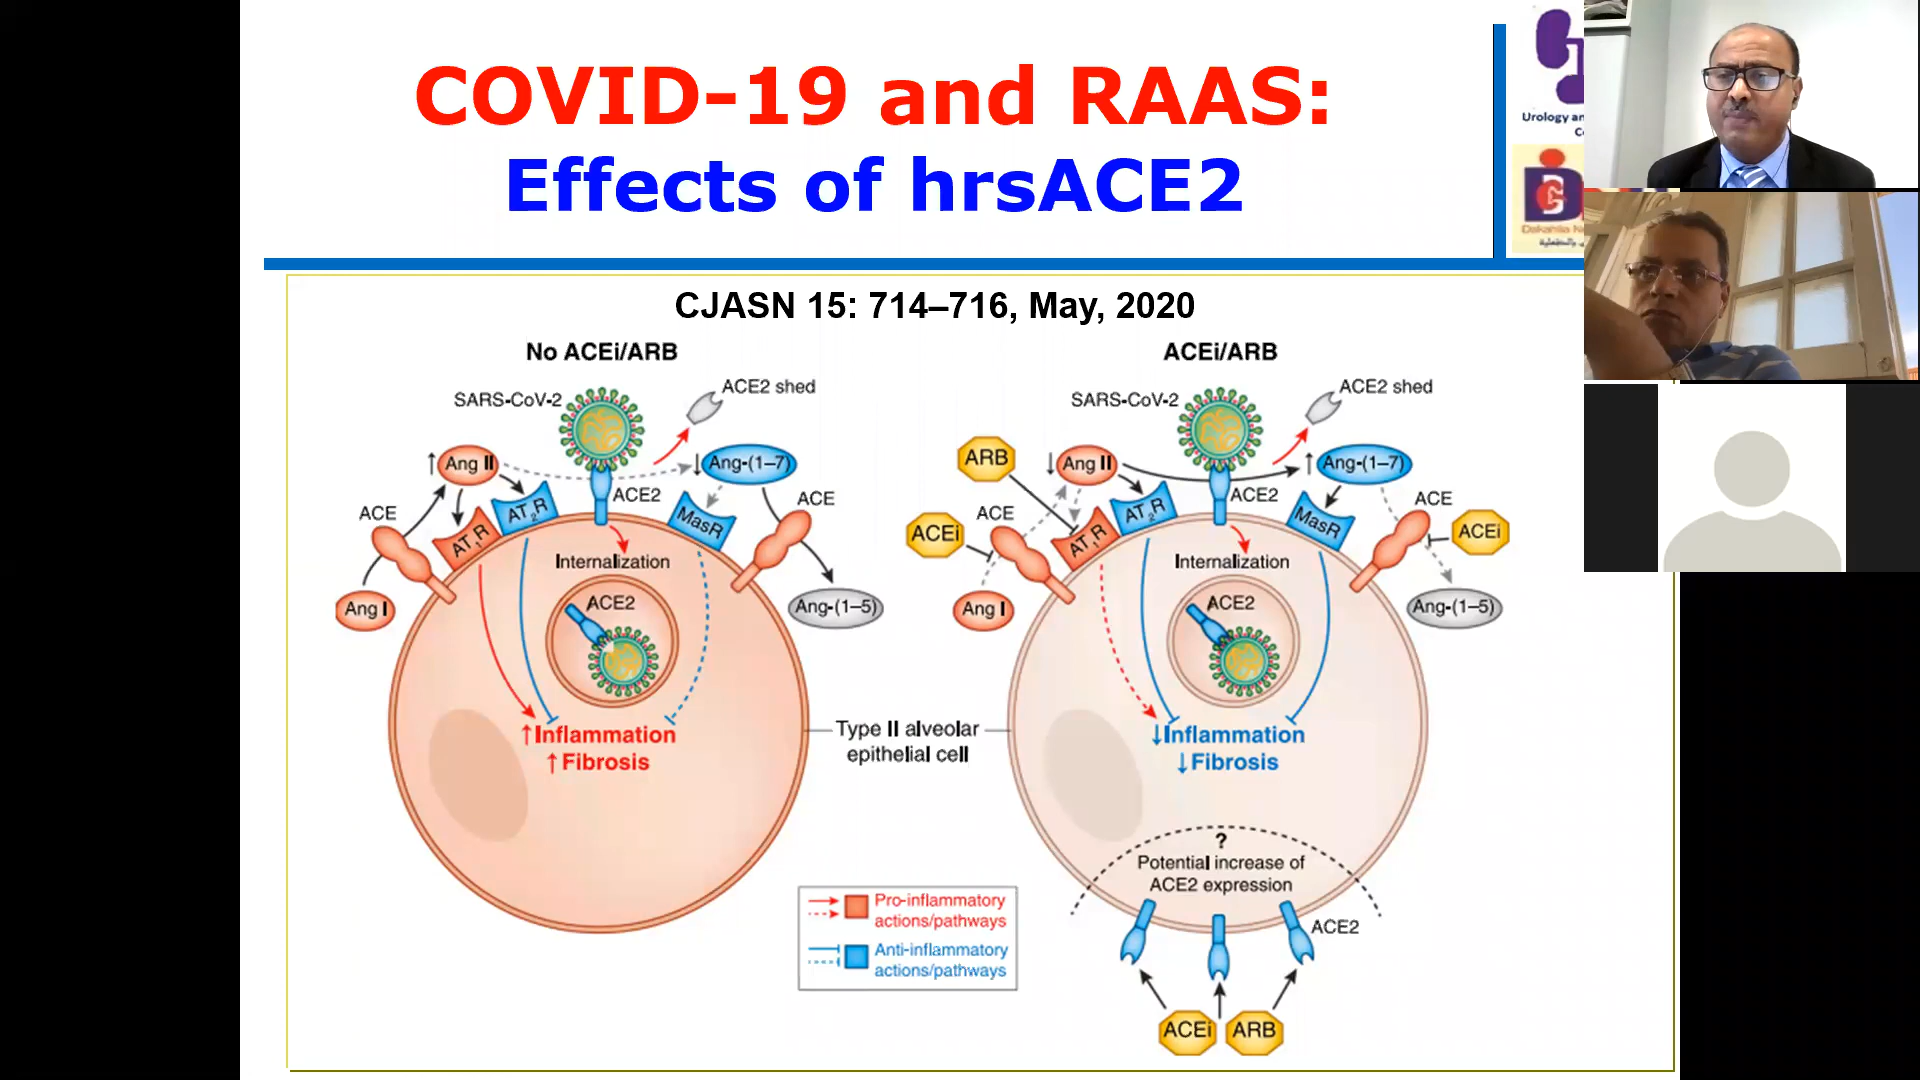 COVID-19 and RAAS:
Effects of hrsACE2
Urology an
C
Dakahlia N
CJASN 15: 714–716, May, 2020
No ACEi/ARB
SARS-CoV-2
ACE2 shed
↑ Ang II
↓ Ang-(1–7)
ACE2
ACE
ACE
AT1R
AT2R
MasR
Internalization
Ang I
ACE2
Ang-(1–5)
↑Inflammation
↑Fibrosis
Type II alveolar
epithelial cell
ACEi/ARB
SARS-CoV-2
ACE2 shed
ARB
↓ Ang II
↑ Ang-(1–7)
ACE2
ACE
ACE
ACEi
AT1R
AT2R
MasR
ACEi
Internalization
Ang I
ACE2
Ang-(1–5)
↓Inflammation
↓Fibrosis
?
Potential increase of
ACE2 expression
ACE2
ACEi
ARB
Pro-inflammatory
actions/pathways
Anti-inflammatory
actions/pathways